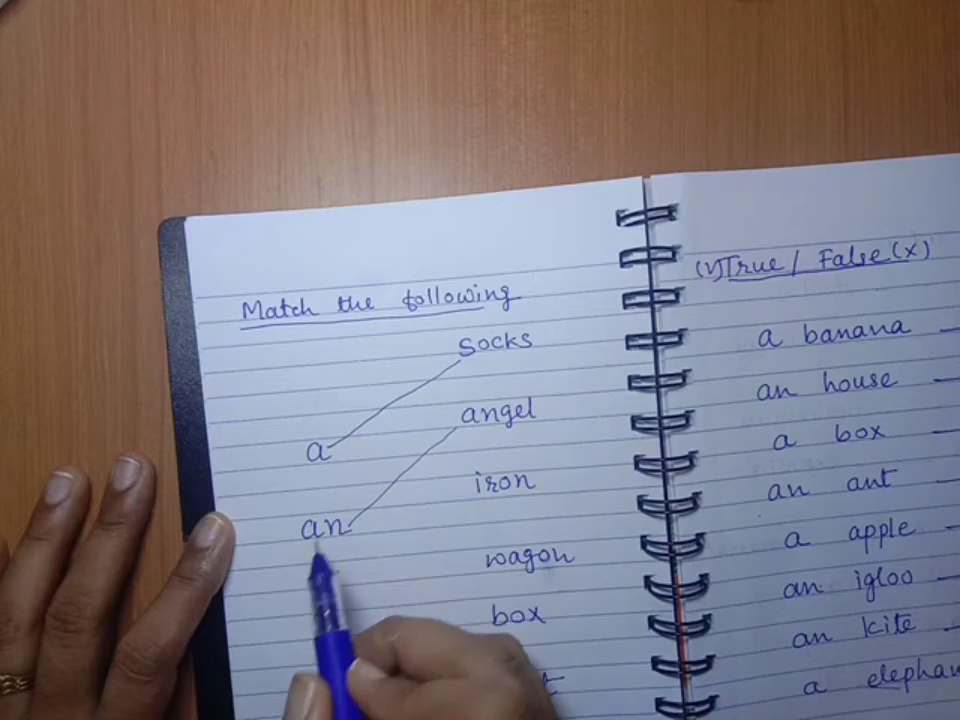 Match the following
socks
angel
a
iron
an
wagon
box
(√)True / False(x)
a banana
an house
a box
an ant
a apple
an igloo
an kite
a elephan